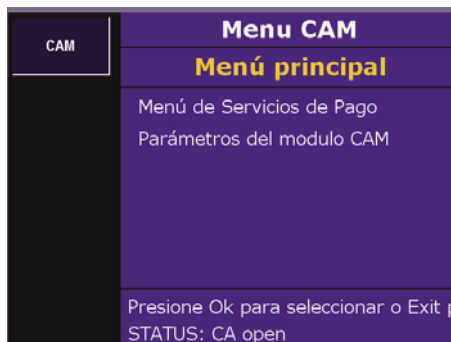 CAM
Menu CAM
Menú principal
Menú de Servicios de Pago
Parámetros del modulo CAM
Presione Ok para seleccionar o Exit p
STATUS: CA open